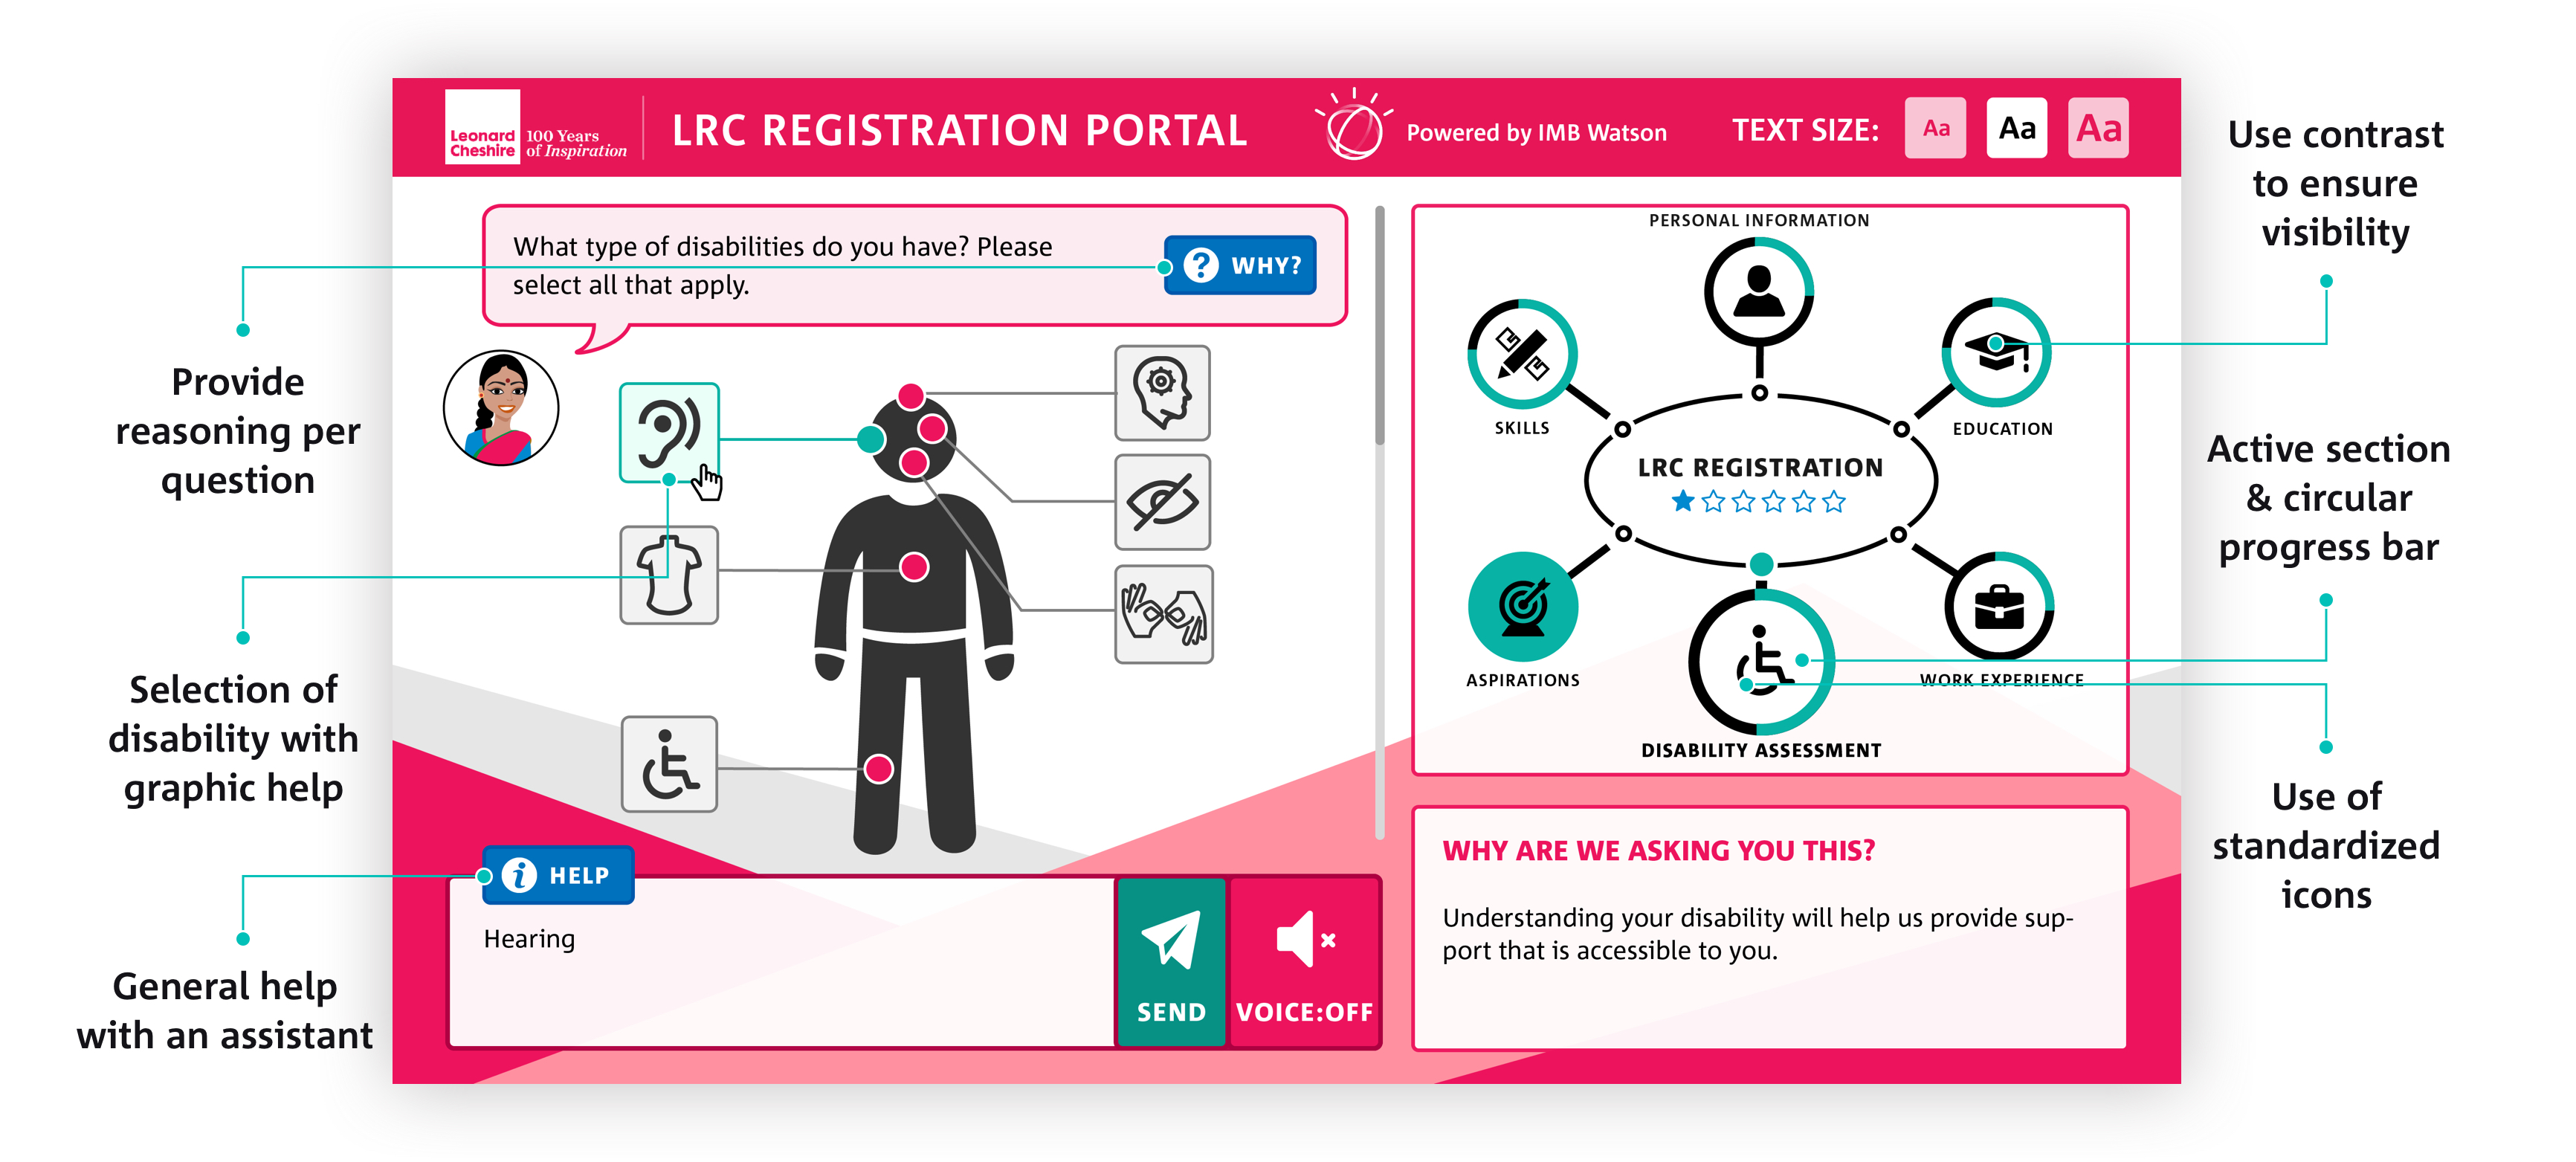 Leonard
Cheshire
100 Years
of Inspiration
LRC REGISTRATION PORTAL
Powered by IMB Watson
TEXT SIZE:
Aa
Aa
Aa
What type of disabilities do you have? Please
select all that apply.
WHY?
Provide
reasoning per
question
Selection of
disability with
graphic help
HELP
Hearing
SEND
VOICE:OFF
General help
with an assistant
PERSONAL INFORMATION
SKILLS
EDUCATION
LRC REGISTRATION
ASPIRATIONS
WORK EXPERIENCE
DISABILITY ASSESSMENT
WHY ARE WE ASKING YOU THIS?
Understanding your disability will help us provide sup-
port that is accessible to you.
Use contrast
to ensure
visibility
Active section
& circular
progress bar
Use of
standardized
icons